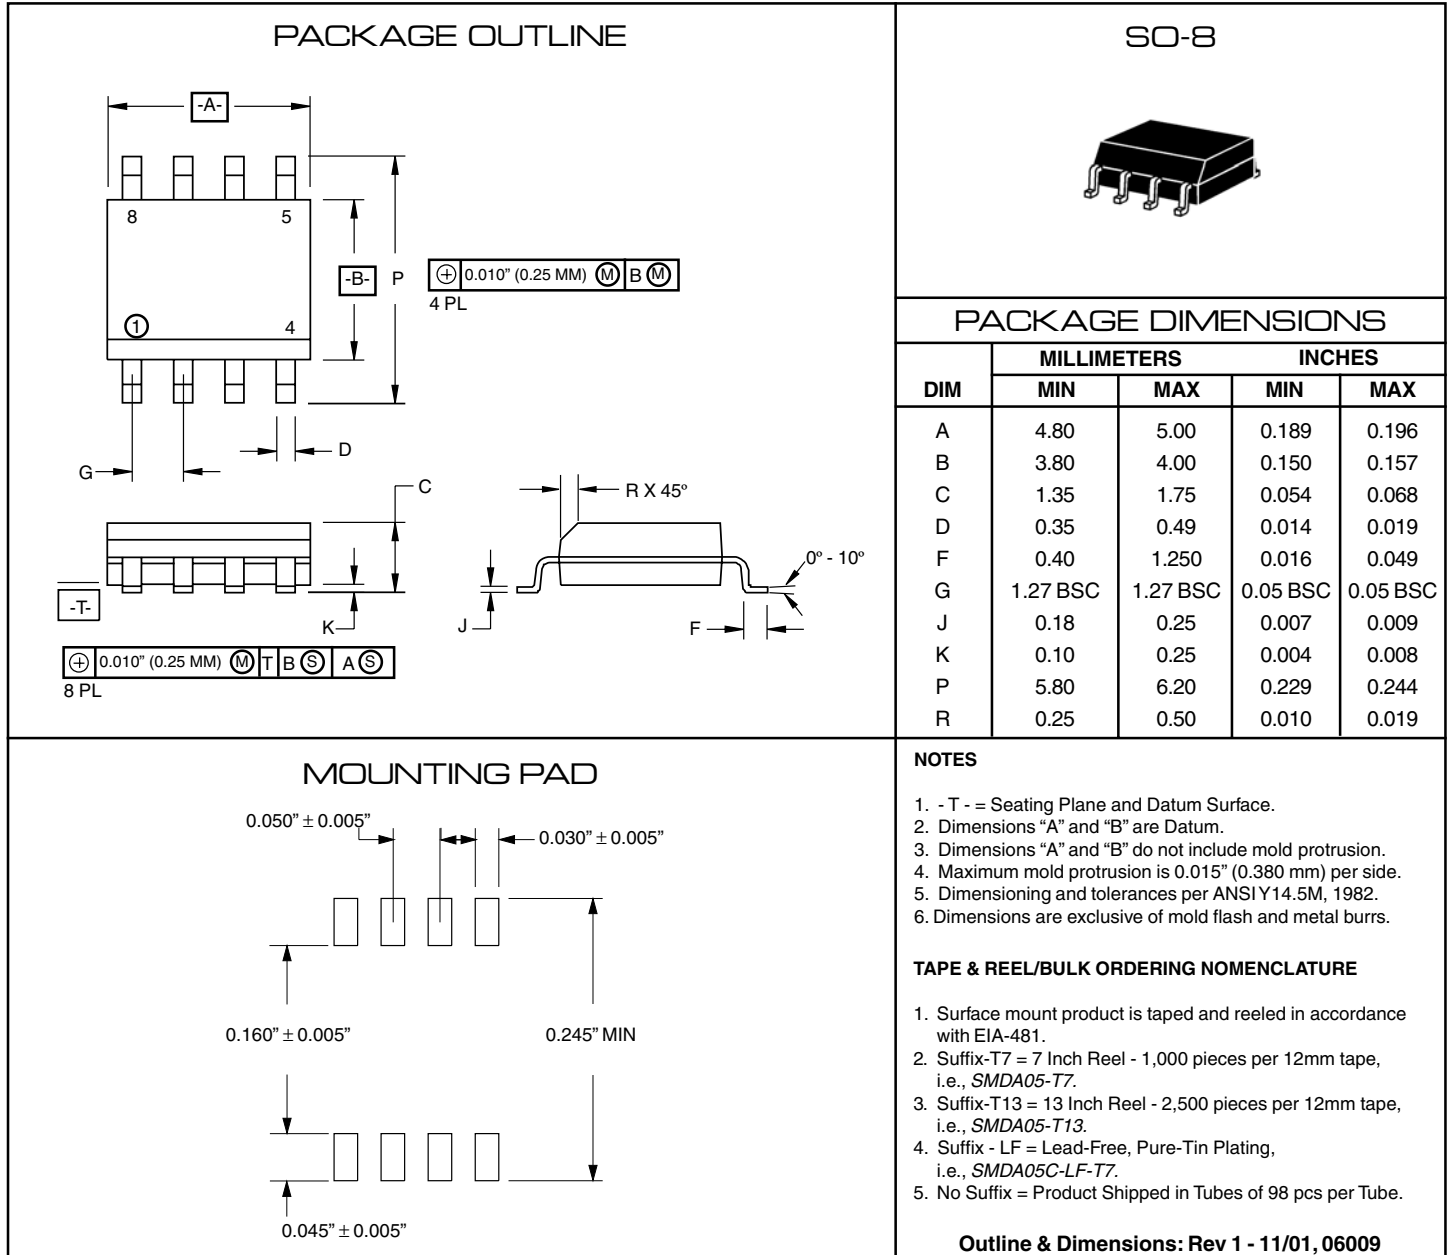 PACKAGE OUTLINE
-A-
8
5
-B-
P
⌖ 0.010” (0.25 MM) Ⓜ B Ⓜ
4 PL
1
4
D
G
C
-T-
K
⌖ 0.010” (0.25 MM) Ⓜ T B Ⓢ A Ⓢ
8 PL
R X 45º
0º - 10º
J
F
SO-8
PACKAGE DIMENSIONS
MILLIMETERS INCHES
DIM MIN MAX MIN MAX
A 4.80 5.00 0.189 0.196
B 3.80 4.00 0.150 0.157
C 1.35 1.75 0.054 0.068
D 0.35 0.49 0.014 0.019
F 0.40 1.250 0.016 0.049
G 1.27 BSC 1.27 BSC 0.05 BSC 0.05 BSC
J 0.18 0.25 0.007 0.009
K 0.10 0.25 0.004 0.008
P 5.80 6.20 0.229 0.244
R 0.25 0.50 0.010 0.019
MOUNTING PAD
0.050” ± 0.005”
0.030” ± 0.005”
0.160” ± 0.005”
0.245” MIN
0.045” ± 0.005”
NOTES
1. - T - = Seating Plane and Datum Surface.
2. Dimensions “A” and “B” are Datum.
3. Dimensions “A” and “B” do not include mold protrusion.
4. Maximum mold protrusion is 0.015” (0.380 mm) per side.
5. Dimensioning and tolerances per ANSI Y14.5M, 1982.
6. Dimensions are exclusive of mold flash and metal burrs.
TAPE & REEL/BULK ORDERING NOMENCLATURE
1. Surface mount product is taped and reeled in accordance
with EIA-481.
2. Suffix-T7 = 7 Inch Reel - 1,000 pieces per 12mm tape,
i.e., SMDA05-T7.
3. Suffix-T13 = 13 Inch Reel - 2,500 pieces per 12mm tape,
i.e., SMDA05-T13.
4. Suffix - LF = Lead-Free, Pure-Tin Plating,
i.e., SMDA05C-LF-T7.
5. No Suffix = Product Shipped in Tubes of 98 pcs per Tube.
Outline & Dimensions: Rev 1 - 11/01, 06009